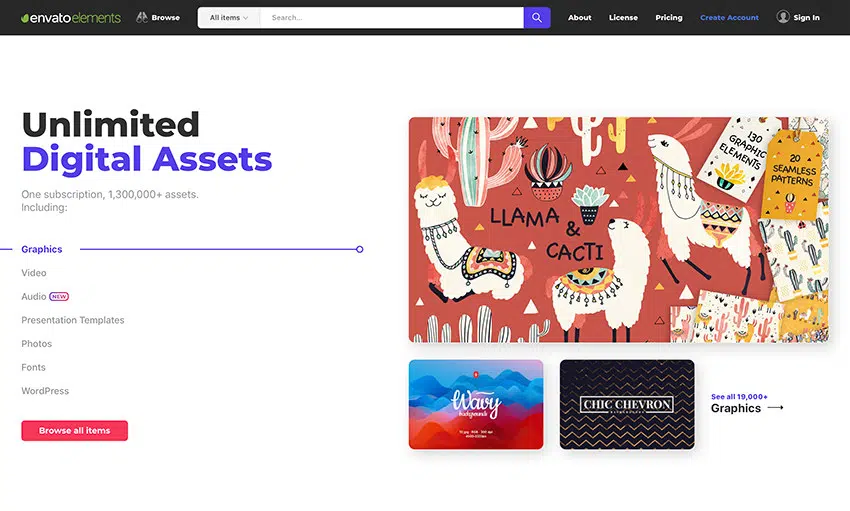 envatoelements Browse All items Search... About License Pricing Create Account Sign In
Unlimited
Digital Assets
One subscription, 1,300,000+ assets.
Including:
Graphics
Video
Audio NEW
Presentation Templates
Photos
Fonts
WordPress
Browse all items
LLAMA
&
CACTI
130
GRAPHIC
ELEMENTS
20
SEAMLESS
PATTERNS
Wavy
backgrounds
CHIC CHEVRON
See all 19,000+
Graphics